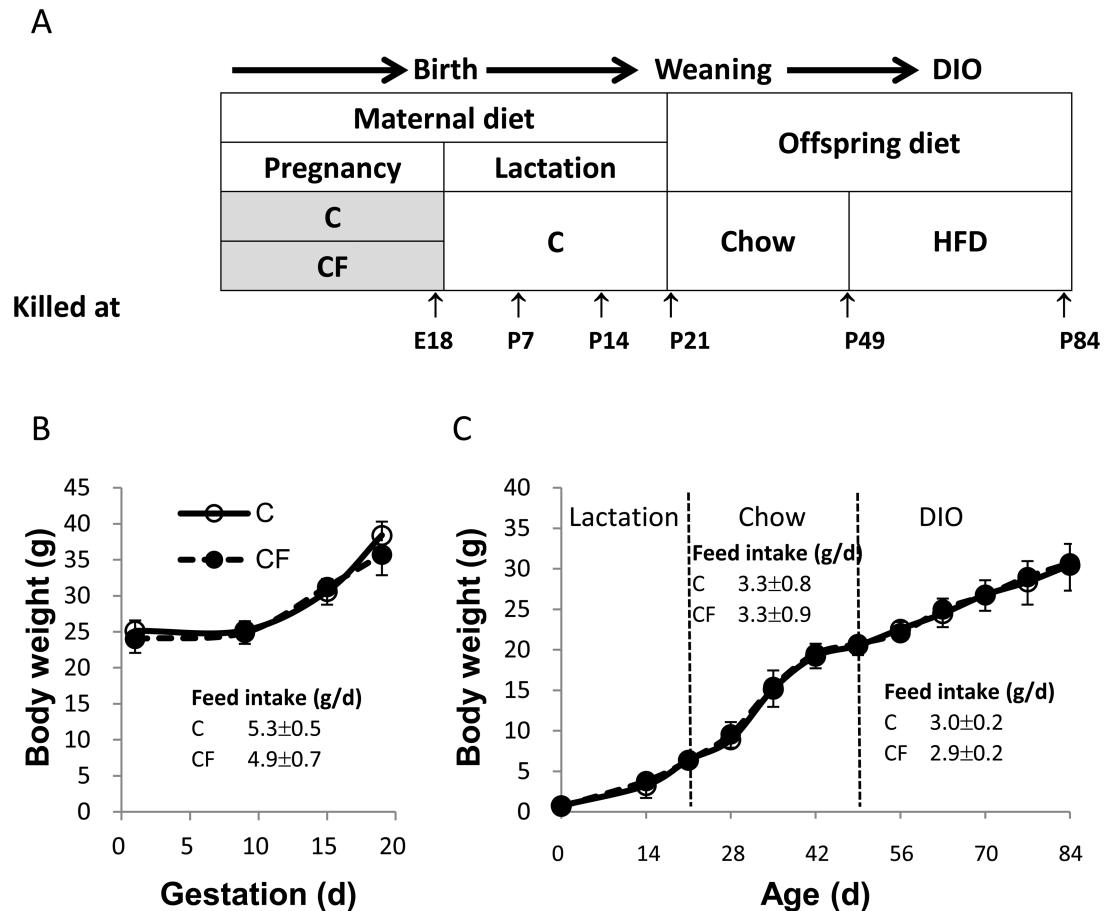 A
Birth Weaning DIO
Maternal diet
Offspring diet
Pregnancy Lactation
C
C Chow HFD
CF
Killed at
E18 P7 P14 P21 P49 P84
B
C
45
40
35
30
25
20
15
10
5
0
C
CF
Body weight (g)
Feed intake (g/d)
C 5.3±0.5
CF 4.9±0.7
0 5 10 15 20
Gestation (d)
40
35
30
25
20
15
10
5
0
Body weight (g)
Lactation Chow DIO
Feed intake (g/d)
C 3.3±0.8
CF 3.3±0.9
Feed intake (g/d)
C 3.0±0.2
CF 2.9±0.2
0 14 28 42 56 70 84
Age (d)